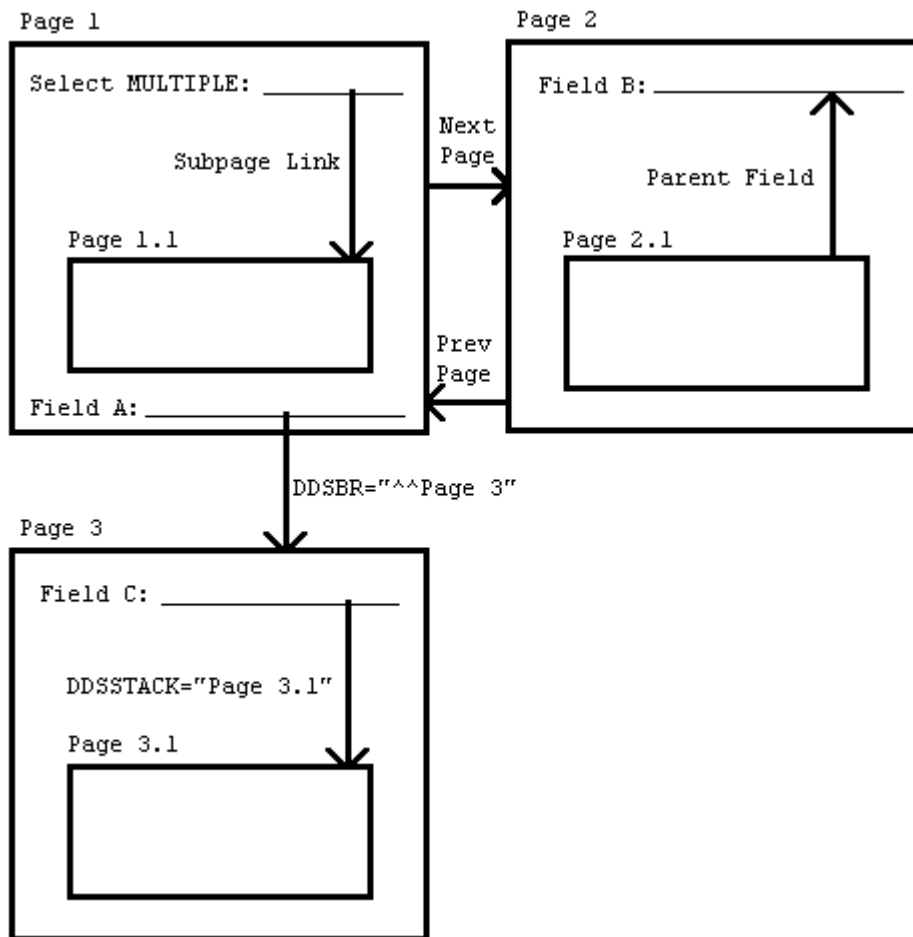 Page 1
Select MULTIPLE:
Subpage Link
Page 1.1
Field A:
Next
Page
Prev
Page
Page 2
Field B:
Parent Field
Page 2.1
DDSBR="^^Page 3"
Page 3
Field C:
DDSSTACK="Page 3.1"
Page 3.1